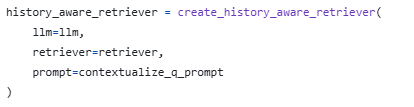 history_aware_retriever = create_history_aware_retriever(
    llm=llm,
    retriever=retriever,
    prompt=contextualize_q_prompt
)